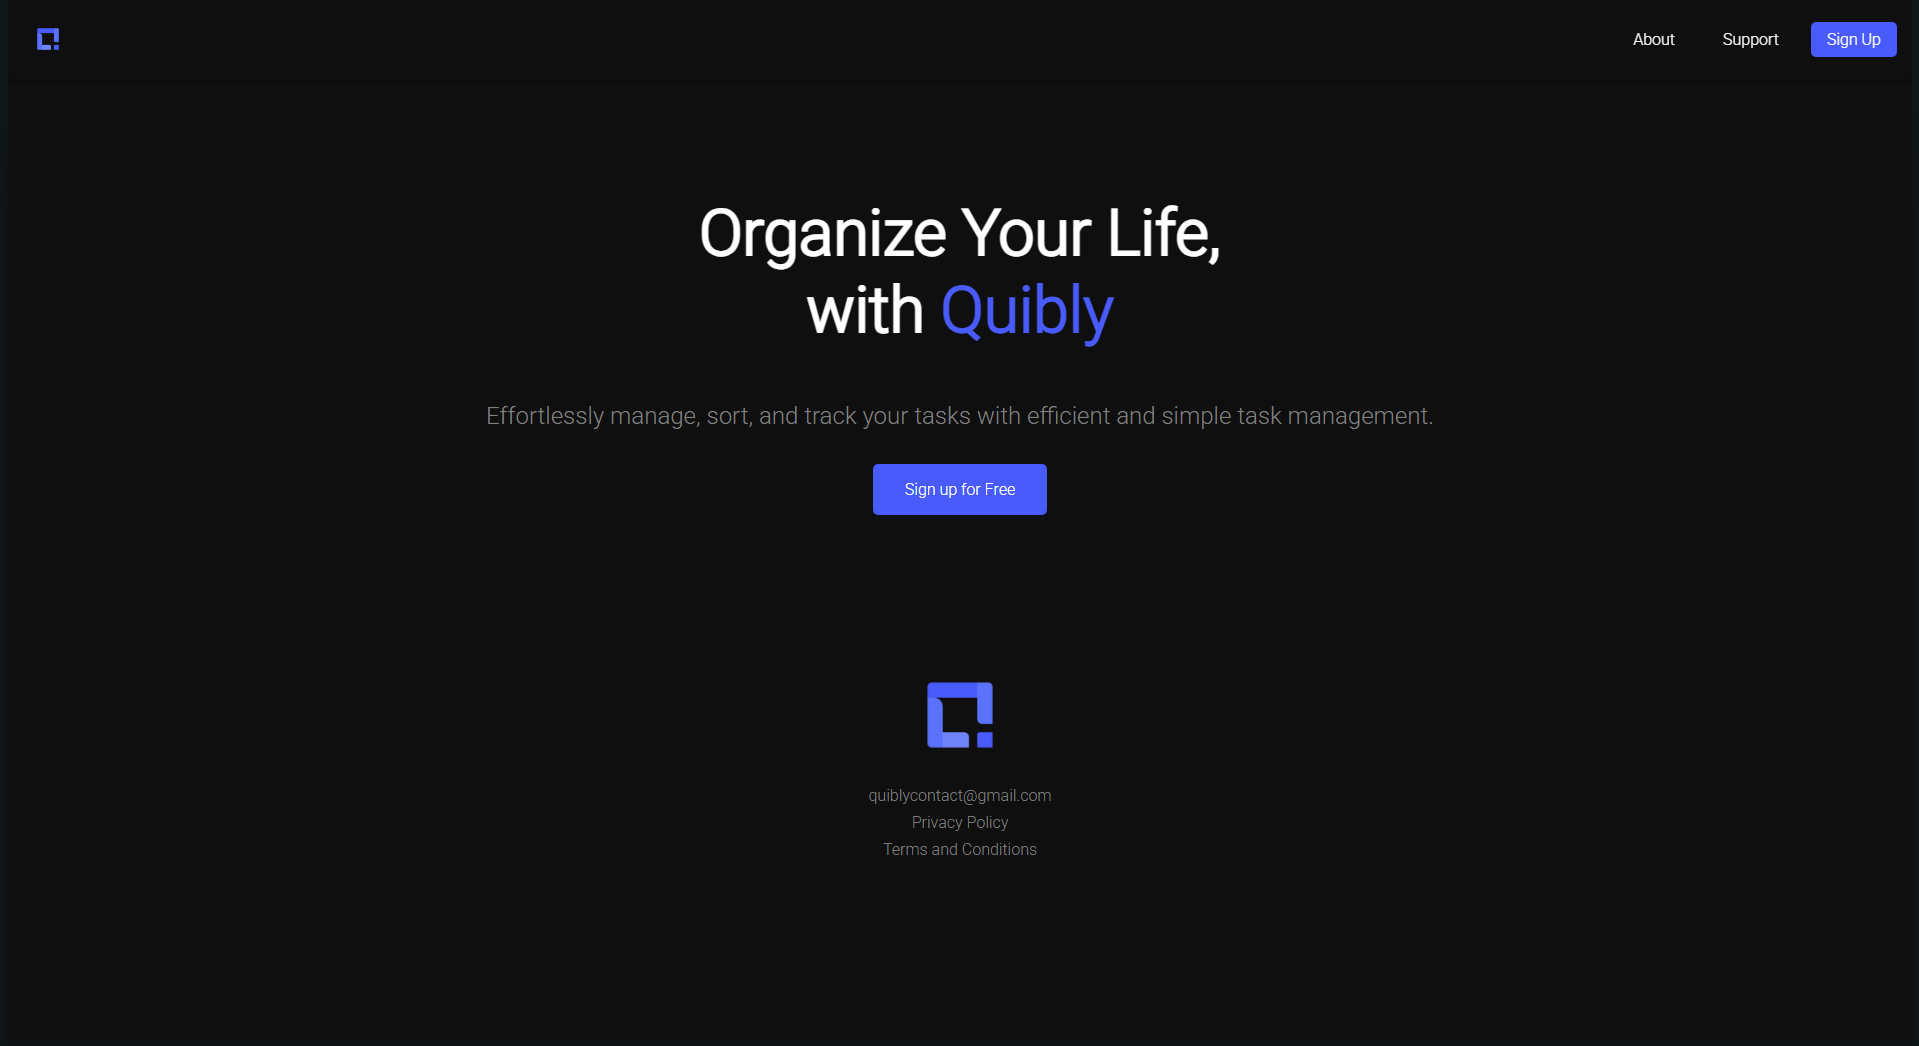 About
Support
Sign Up
Organize Your Life,
with Quibly
Effortlessly manage, sort, and track your tasks with efficient and simple task management.
Sign up for Free
quiblycontact@gmail.com
Privacy Policy
Terms and Conditions